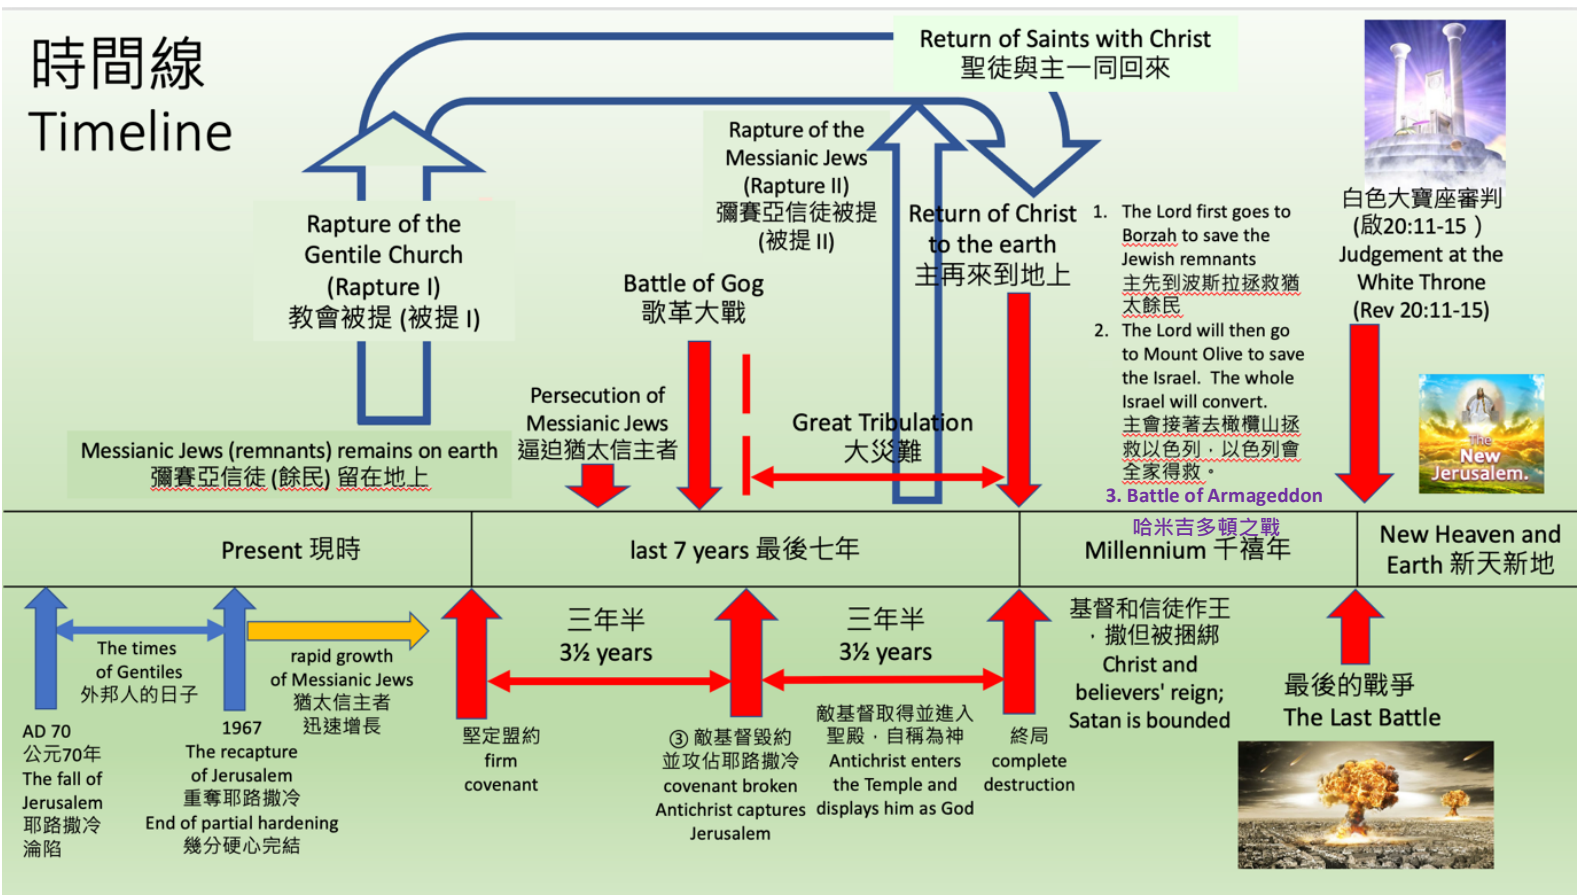 時間線
Timeline
Return of Saints with Christ
聖徒與主一同回來
Rapture of the
Gentile Church
(Rapture I)
教會被提 (被提 I)
Messianic Jews (remnants) remains on earth
彌賽亞信徒 (餘民) 留在地上
Persecution of
Messianic Jews
逼迫猶太信主者
Battle of Gog
歌革大戰
Rapture of the
Messianic Jews
(Rapture II)
彌賽亞信徒被提
(被提 II)
Great Tribulation
大災難
Return of Christ
to the earth
主再來到地上
1. The Lord first goes to
Borzah to save the
Jewish remnants
主先到波斯拉拯救猶
太餘民
2. The Lord will then go
to Mount Olive to save
the Israel. The whole
Israel will convert.
主會接著去橄欖山拯
救以色列，以色列會
全家得救。
3. Battle of Armageddon
哈米吉多頓之戰
白色大寶座審判
(啟20:11-15 )
Judgement at the
White Throne
(Rev 20:11-15)
The
New
Jerusalem.
Present 現時
last 7 years 最後七年
Millennium 千禧年
New Heaven and
Earth 新天新地
AD 70
公元70年
The fall of
Jerusalem
耶路撒冷
淪陷
The times
of Gentiles
外邦人的日子
1967
The recapture
of Jerusalem
重奪耶路撒冷
End of partial hardening
幾分硬心完結
rapid growth
of Messianic Jews
猶太信主者
迅速增長
堅定盟約
firm
covenant
三年半
3½ years
③ 敵基督毀約
並攻佔耶路撒冷
covenant broken
Antichrist captures
Jerusalem
三年半
3½ years
敵基督取得並進入
聖殿，自稱為神
Antichrist enters
the Temple and
displays him as God
終局
complete
destruction
基督和信徒作王
，撒但被捆綁
Christ and
believers' reign;
Satan is bounded
最後的戰爭
The Last Battle